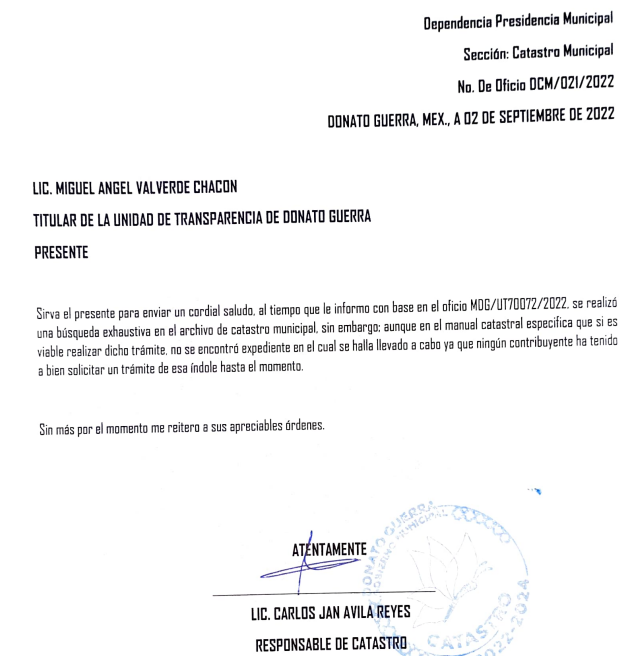 Dependencia Presidencia Municipal
Sección: Catastro Municipal
No. De Oficio DCM/021/2022
DONATO GUERRA, MEX., A 02 DE SEPTIEMBRE DE 2022
LIC. MIGUEL ANGEL VALVERDE CHACON
TITULAR DE LA UNIDAD DE TRANSPARENCIA DE DONATO GUERRA
PRESENTE
Sirva el presente para enviar un cordial saludo, al tiempo que le informo con base en el oficio MDG/UT70072/2022, se realizó
una búsqueda exhaustiva en el archivo de catastro municipal, sin embargo; aunque en el manual catastral especifica que si es
viable realizar dicho trámite, no se encontró expediente en el cual se halla llevado a cabo ya que ningún contribuyente ha tenido
a bien solicitar un trámite de esa índole hasta el momento.
Sin más por el momento me reitero a sus apreciables órdenes.
ATENTAMENTE
LIC. CARLOS JAN AVILA REYES
RESPONSABLE DE CATASTRO
DONATO GUERRA
CATASTRO
2022-2024